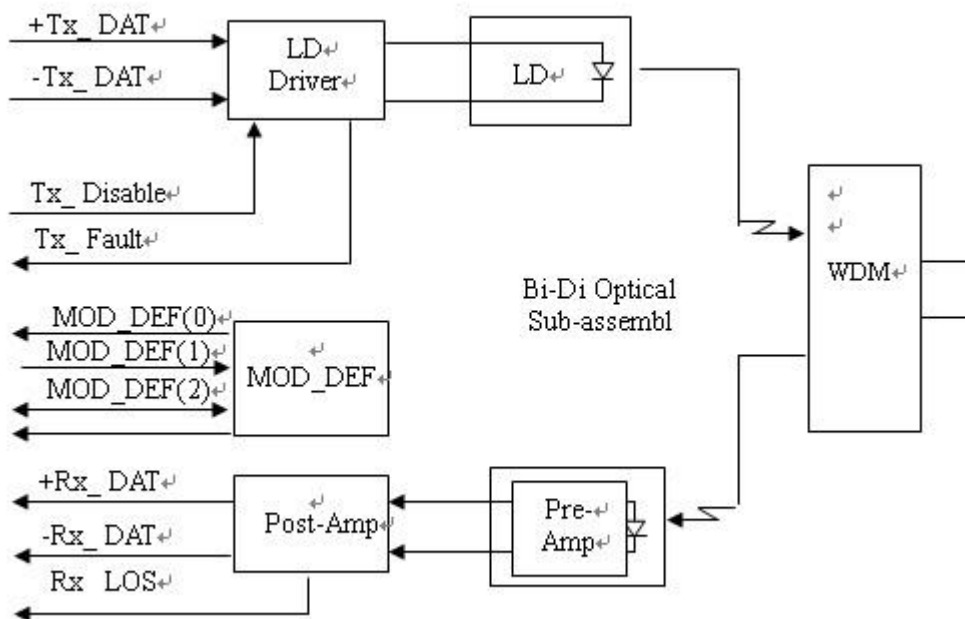 +Tx_ DAT
-Tx_ DAT
LD
Driver
LD
Tx_ Disable
Tx_ Fault
WDM
Bi-Di Optical
Sub-assembl
MOD_DEF(0)
MOD_DEF(1)
MOD_DEF(2)
MOD_DEF
+Rx_ DAT
-Rx_ DAT
Rx LOS
Post-Amp
Pre-
Amp